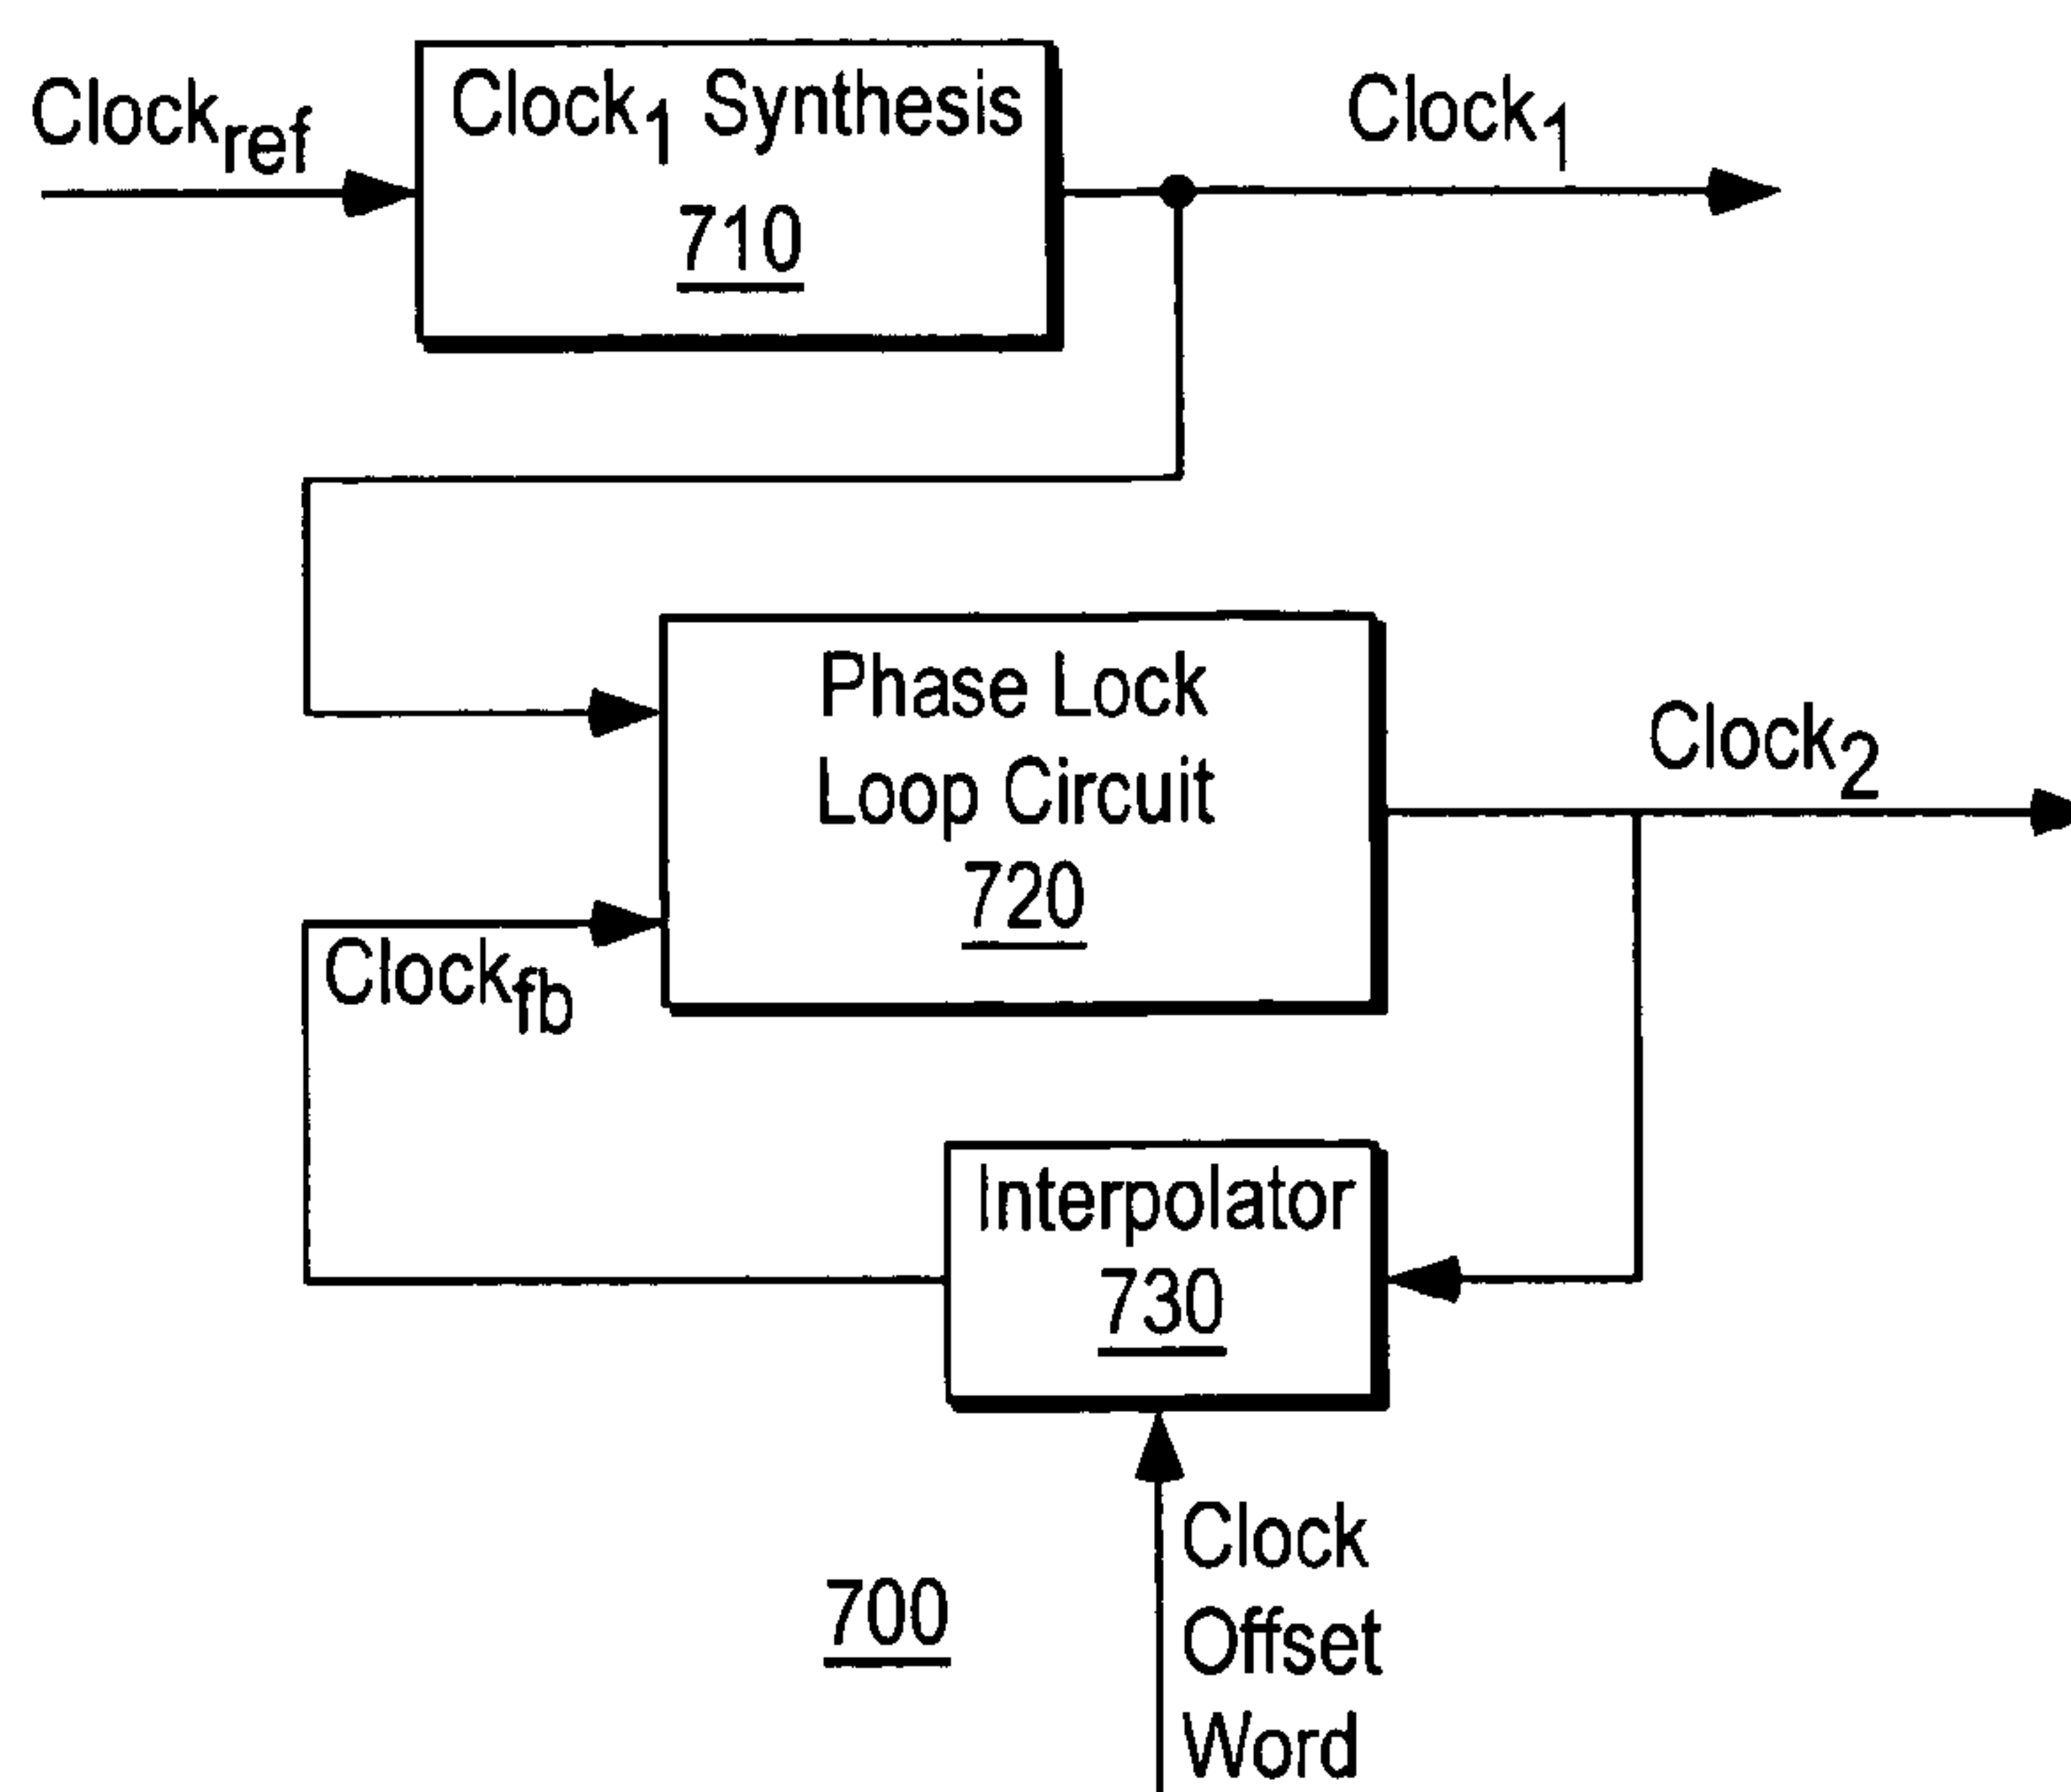 Clockref
Clock1 Synthesis
710
Clock1
Phase Lock
Loop Circuit
720
Clock2
Clockfb
Interpolator
730
Clock
Offset
Word
700